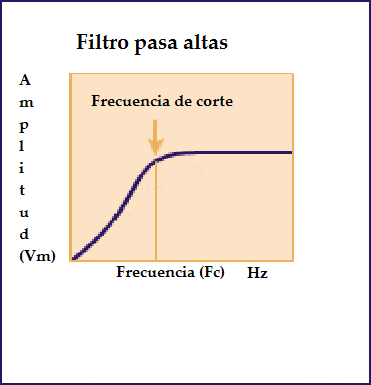 Filtro pasa altas
A
m
p
l
i
t
u
d
(Vm)
Frecuencia de corte
Frecuencia (Fc) Hz